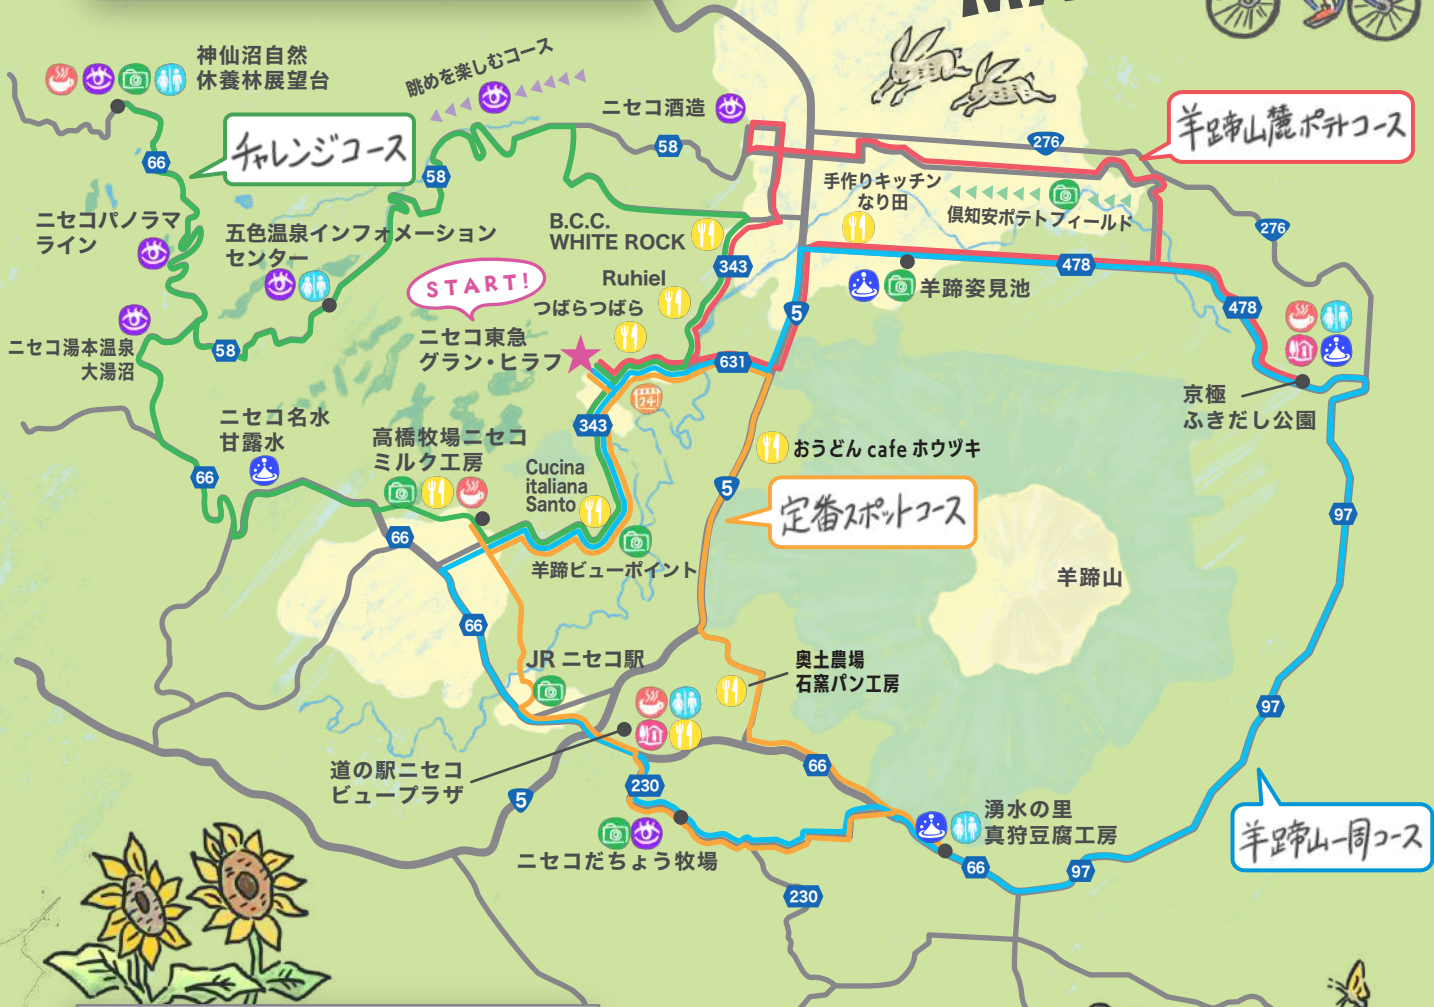 神仙沼自然
休養林展望台
眺めを楽しむコース
ニセコ酒造
58
276
羊蹄山麓ポテトコース
チャレンジコース
66
58
手作りキッチン
なり田
倶知安ポテトフィールド
ニセコパノラマ
ライン
五色温泉インフォメーション
センター
B.C.C.
WHITE ROCK
276
343
478
START!
Ruhiel
つばらつばら
羊蹄姿見池
5
478
ニセコ湯本温泉
大湯沼
58
ニセコ東急
グラン・ヒラフ
631
24
京極
ふきだし公園
ニセコ名水
甘露水
343
高橋牧場ニセコ
ミルク工房
おうどん cafe ホウヅキ
66
Cucina
italiana
Santo
5
定番スポットコース
97
66
羊蹄ビューポイント
羊蹄山
66
JR ニセコ駅
奥土農場
石窯パン工房
97
道の駅ニセコ
ビュープラザ
5
230
66
湧水の里
真狩豆腐工房
ニセコだちょう牧場
羊蹄山一同コース
66
97
230